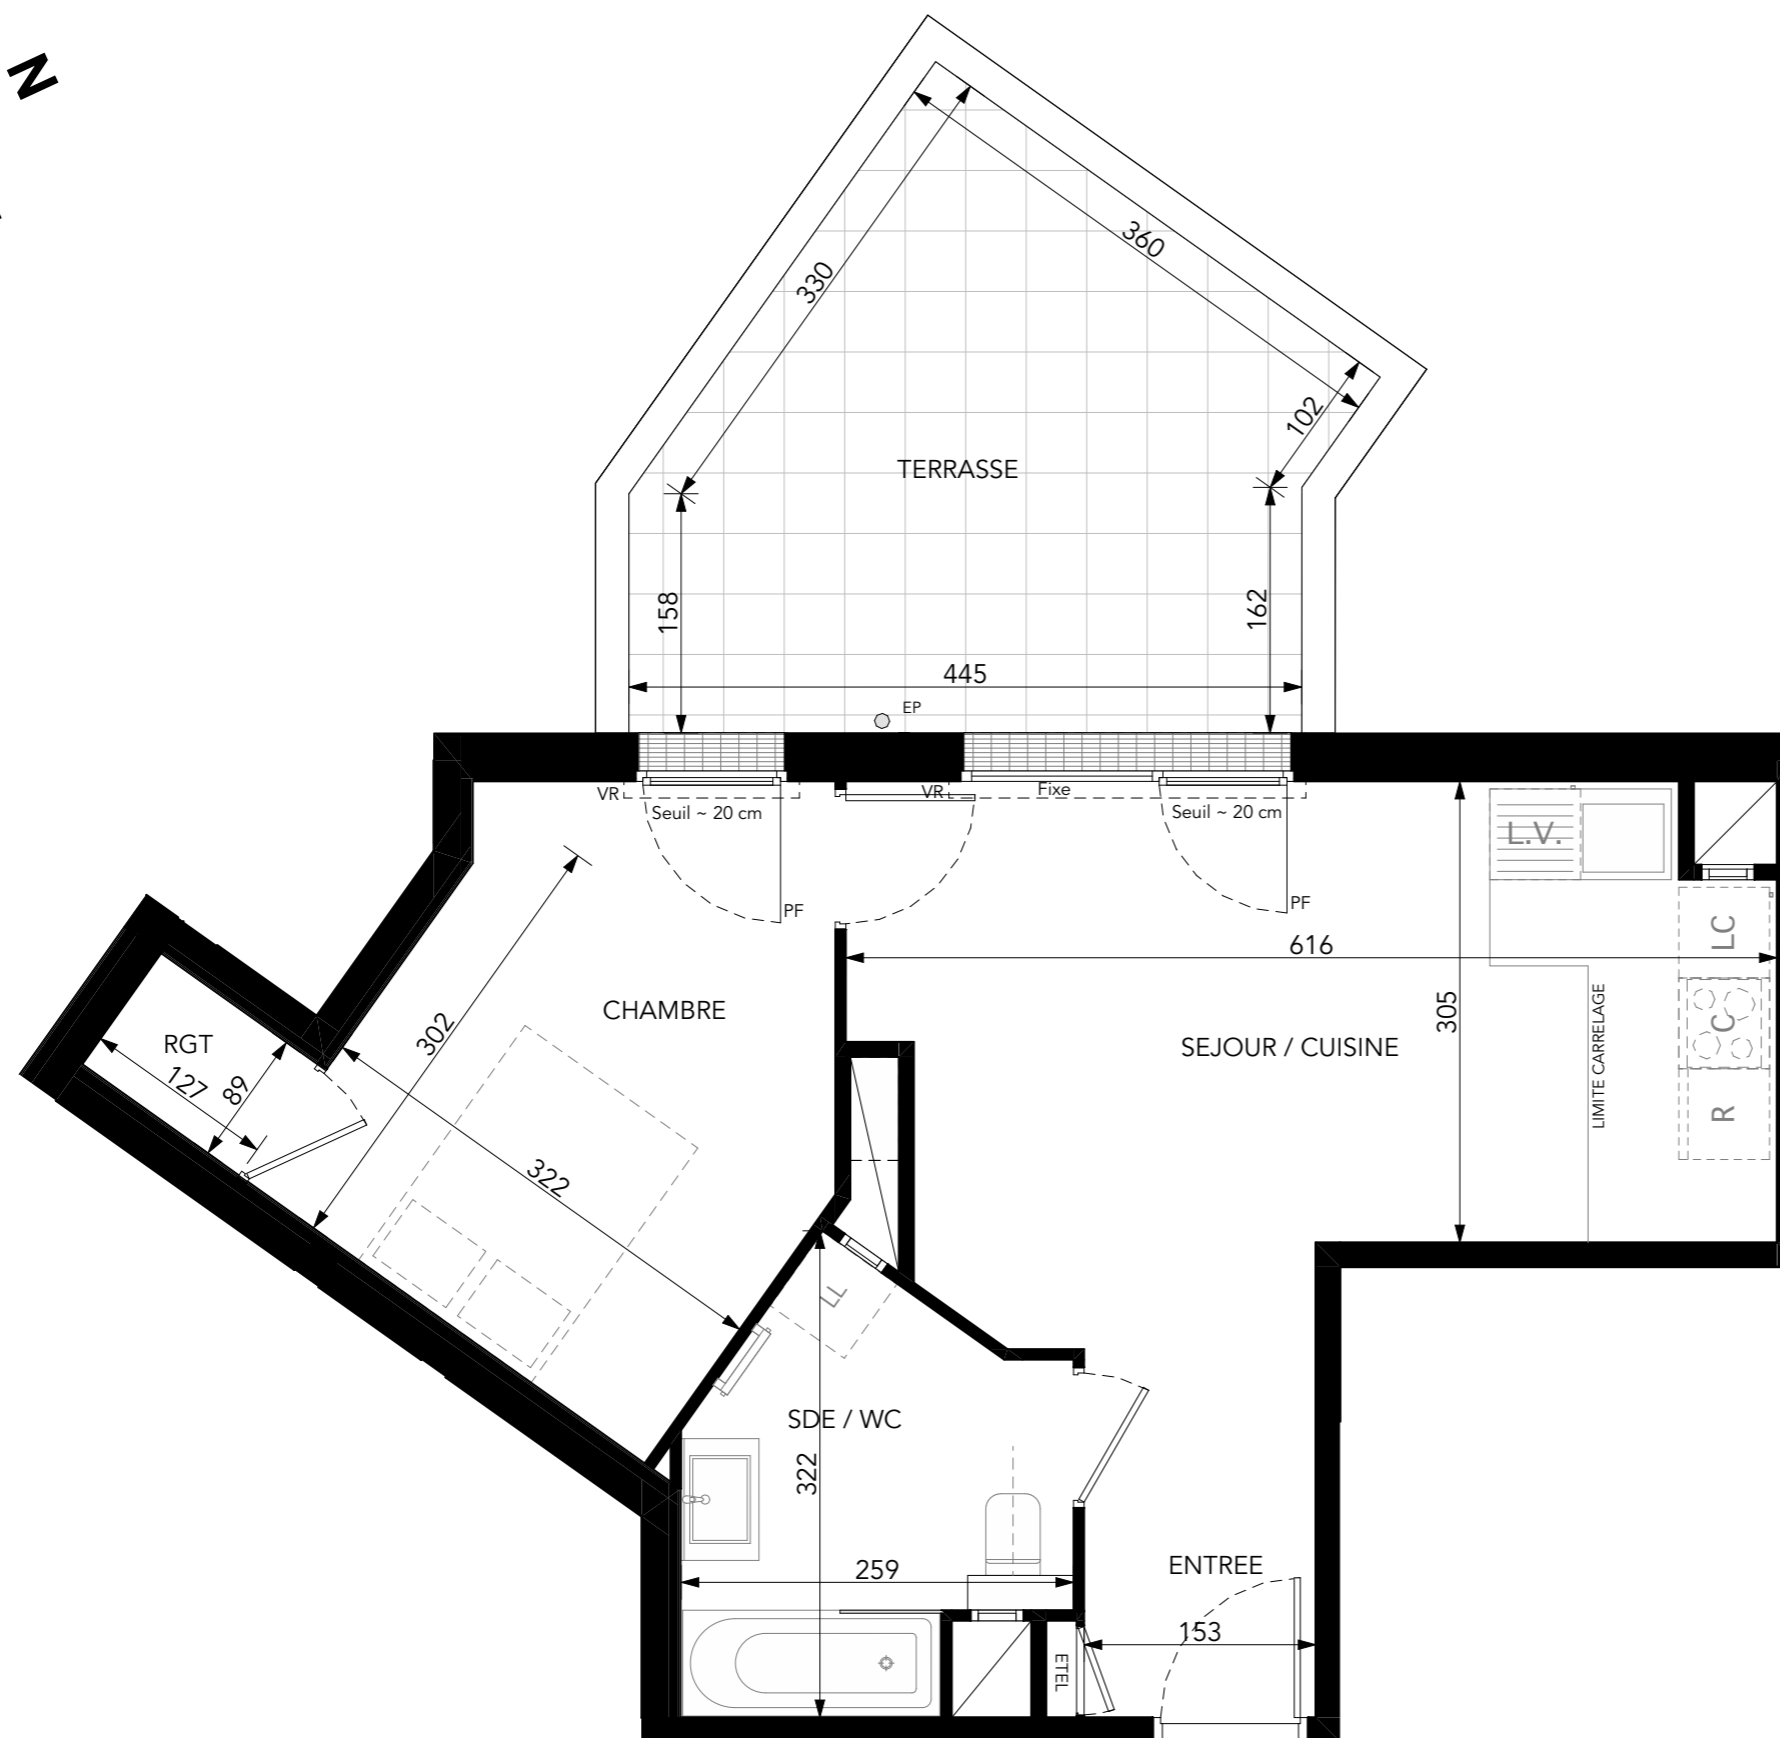 N
360
330
102
TERRASSE
158
162
445
EP
VR
VR
Fixe
Seuil ~ 20 cm
Seuil ~ 20 cm
L.V.
PF
PF
LC
616
CHAMBRE
302
305
LIMITE CARRELAGE
C
RGT
SEJOUR / CUISINE
127
89
R
322
LL
SDE / WC
322
259
ENTREE
153
ETEL